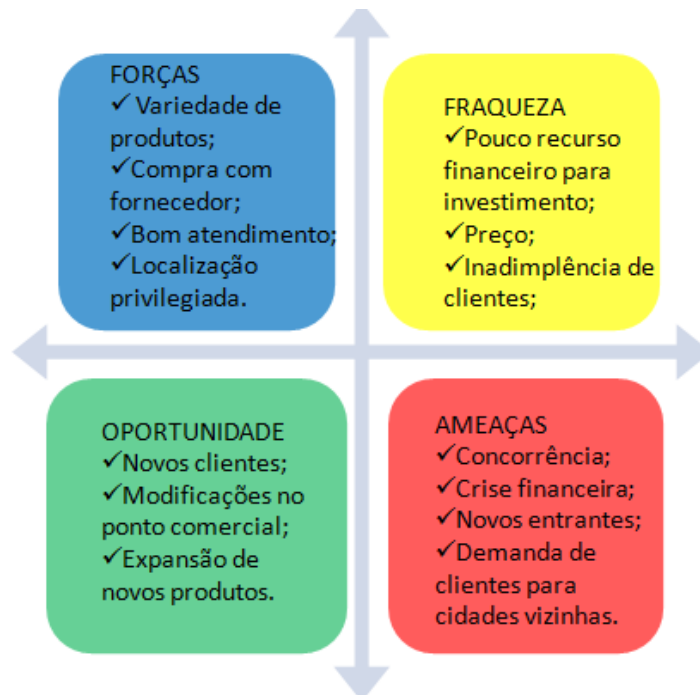 FORÇAS
✓ Variedade de
produtos;
✓Compra com
fornecedor;
✓Bom atendimento;
✓Localização
privilegiada.
FRAQUEZA
✓Pouco recurso
financeiro para
investimento;
✓Preço;
✓Inadimplência de
clientes;
OPORTUNIDADE
✓Novos clientes;
✓Modificações no
ponto comercial;
✓Expansão de
novos produtos.
AMEAÇAS
✓Concorrência;
✓Crise financeira;
✓Novos entrantes;
✓Demanda de
clientes para
cidades vizinhas.